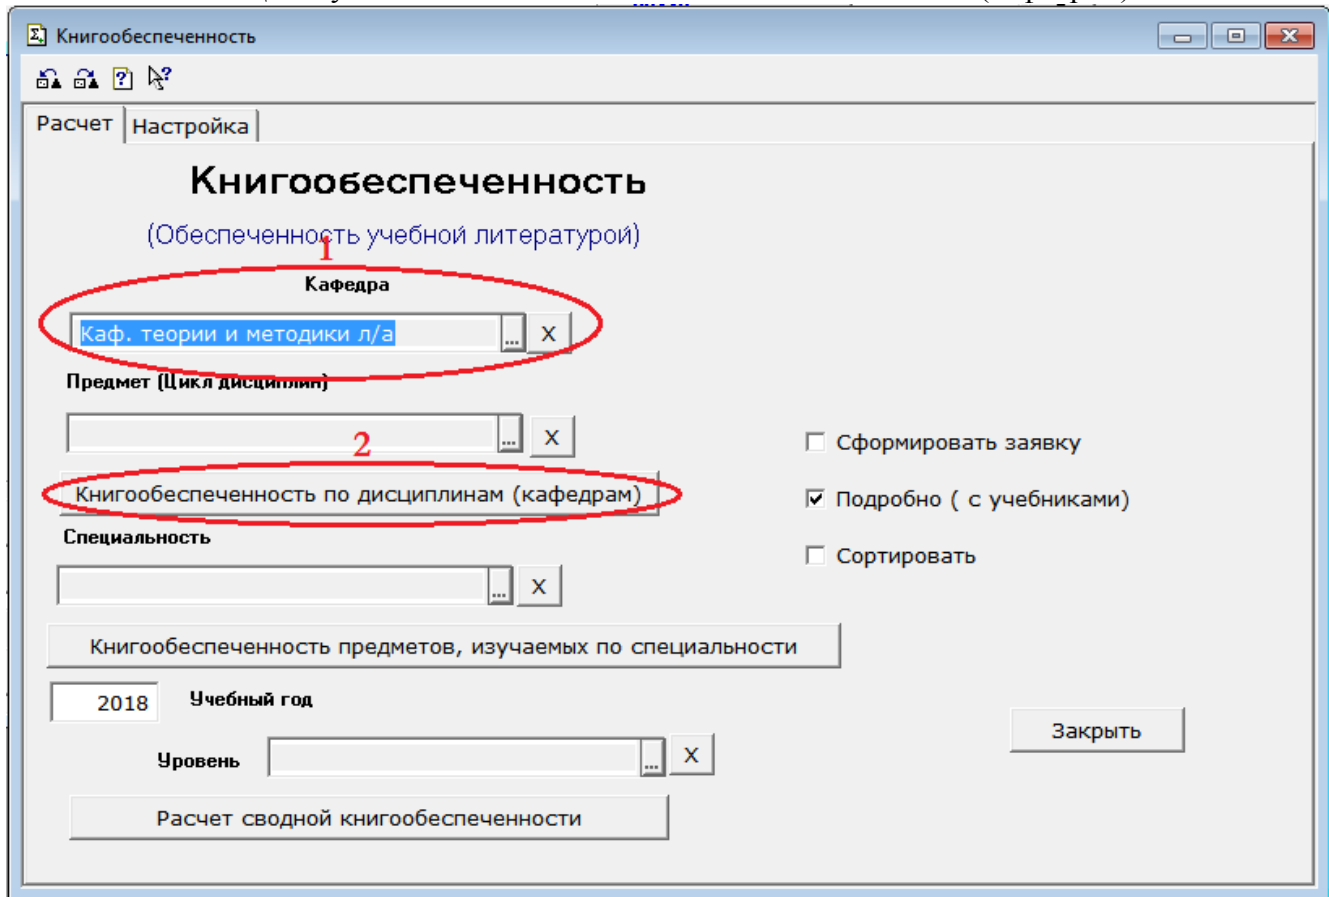 Книгообеспеченность
Расчет Настройка
Книгообеспеченность
(Обеспеченность учебной литературой)
1
Кафедра
Каф. теории и методики л/а ... X
Предмет (Цикл дисциплин)
... X
2
Сформировать заявку
Книгообеспеченность по дисциплинам (кафедрам)
Подробно ( с учебниками)
Специальность
Сортировать
... X
Книгообеспеченность предметов, изучаемых по специальности
2018 Учебный год
Закрыть
Уровень ... X
Расчет сводной книгообеспеченности